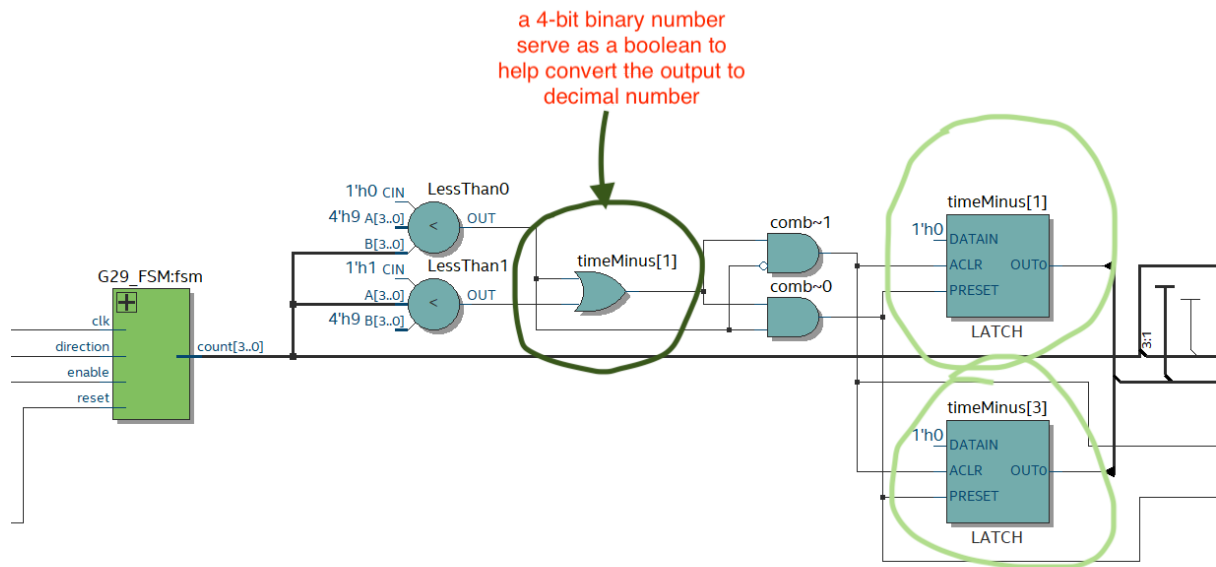 a 4-bit binary number
serve as a boolean to
help convert the output to
decimal number
1'h0 CIN
LessThan0
4'h9 A[3..0]
OUT
B[3..0]
1'h1 CIN
LessThan1
A[3..0]
OUT
4'h9 B[3..0]
timeMinus[1]
comb~1
comb~0
timeMinus[1]
1'h0
DATAIN
ACLR
OUT0
PRESET
LATCH
G29_FSM:fsm
clk
direction
count[3..0]
enable
reset
3:1
timeMinus[3]
1'h0
DATAIN
ACLR
OUT0
PRESET
LATCH